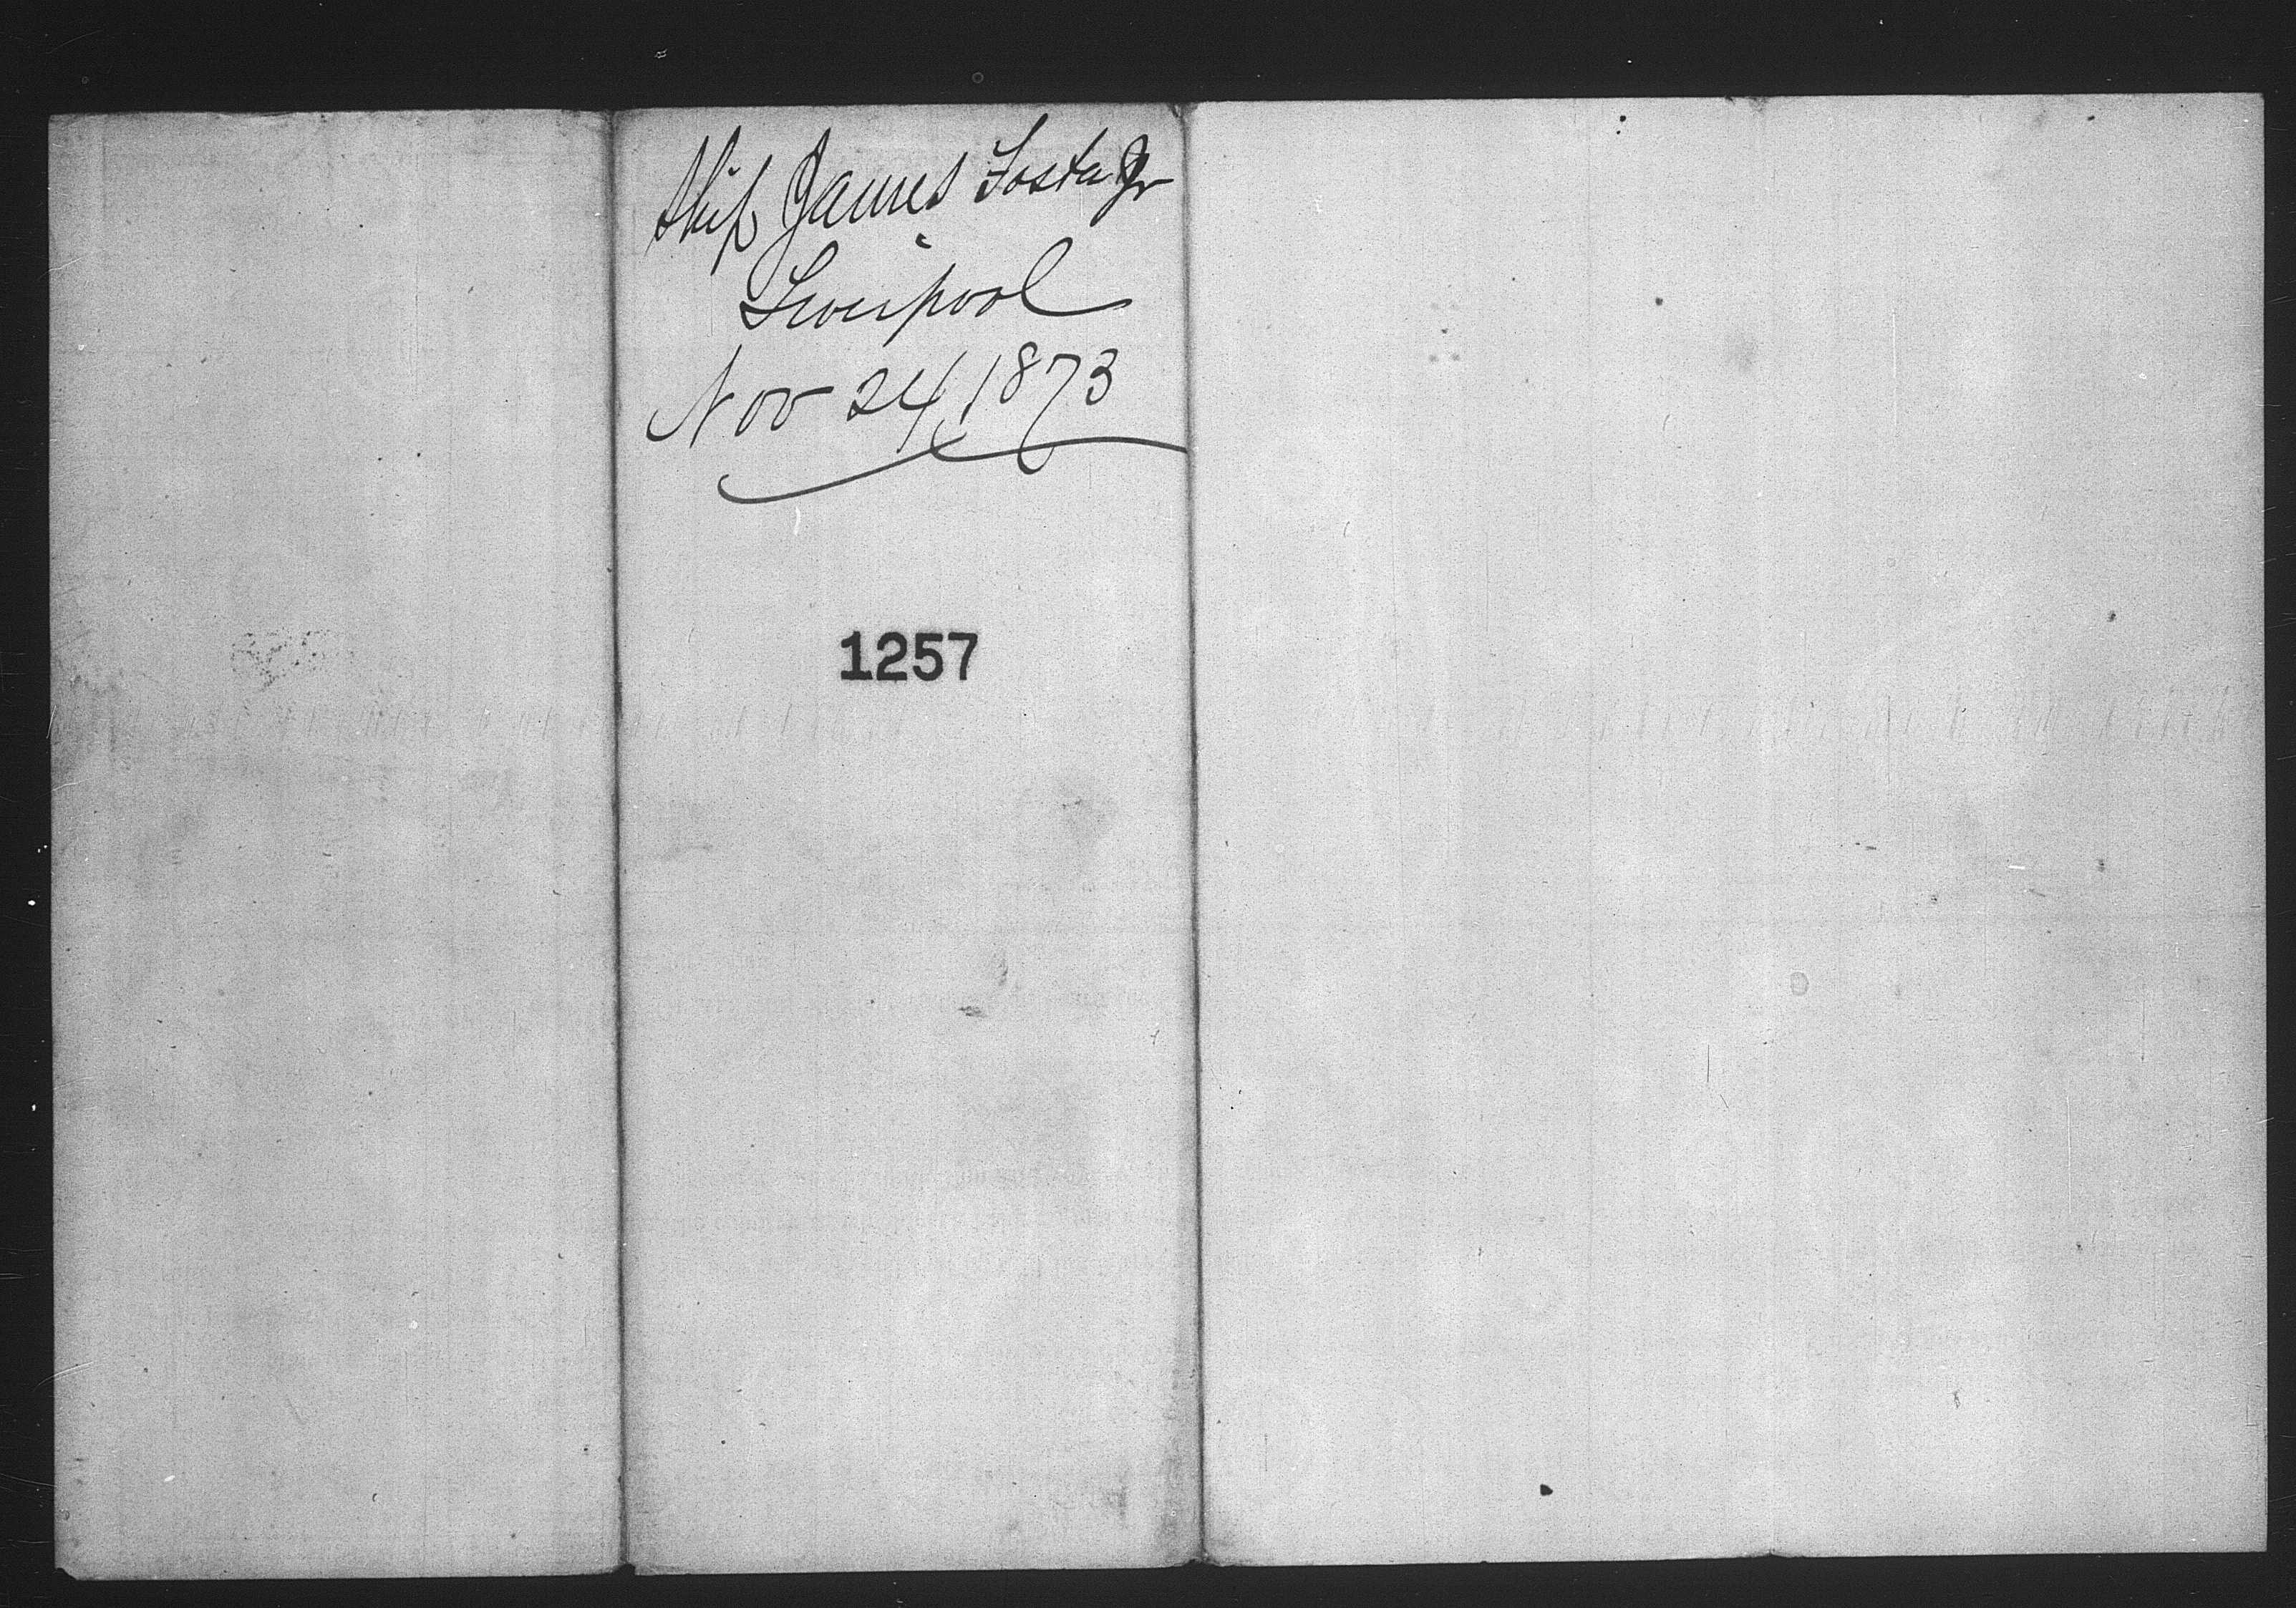 Ship James Foster Jr
Liverpool
Nov 24, 1873
1257